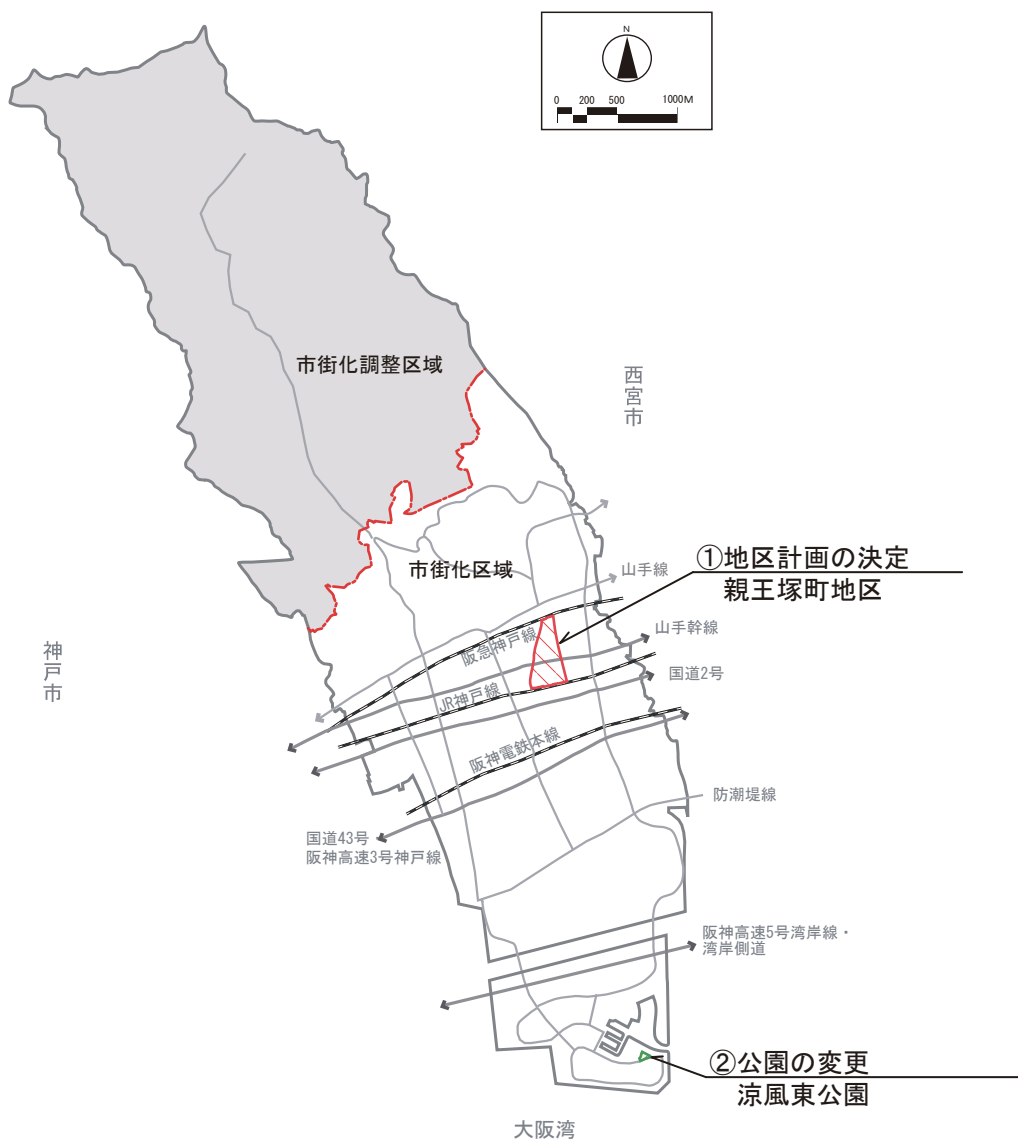 N
0 200 500 1000M
市街化調整区域
西宮市
市街化区域
①地区計画の決定
親王塚町地区
山手線
阪急神戸線
山手幹線
神戸市
国道2号
JR神戸線
阪神電鉄本線
防潮堤線
国道43号
阪神高速3号神戸線
阪神高速5号湾岸線・
湾岸側道
②公園の変更
涼風東公園
大阪湾